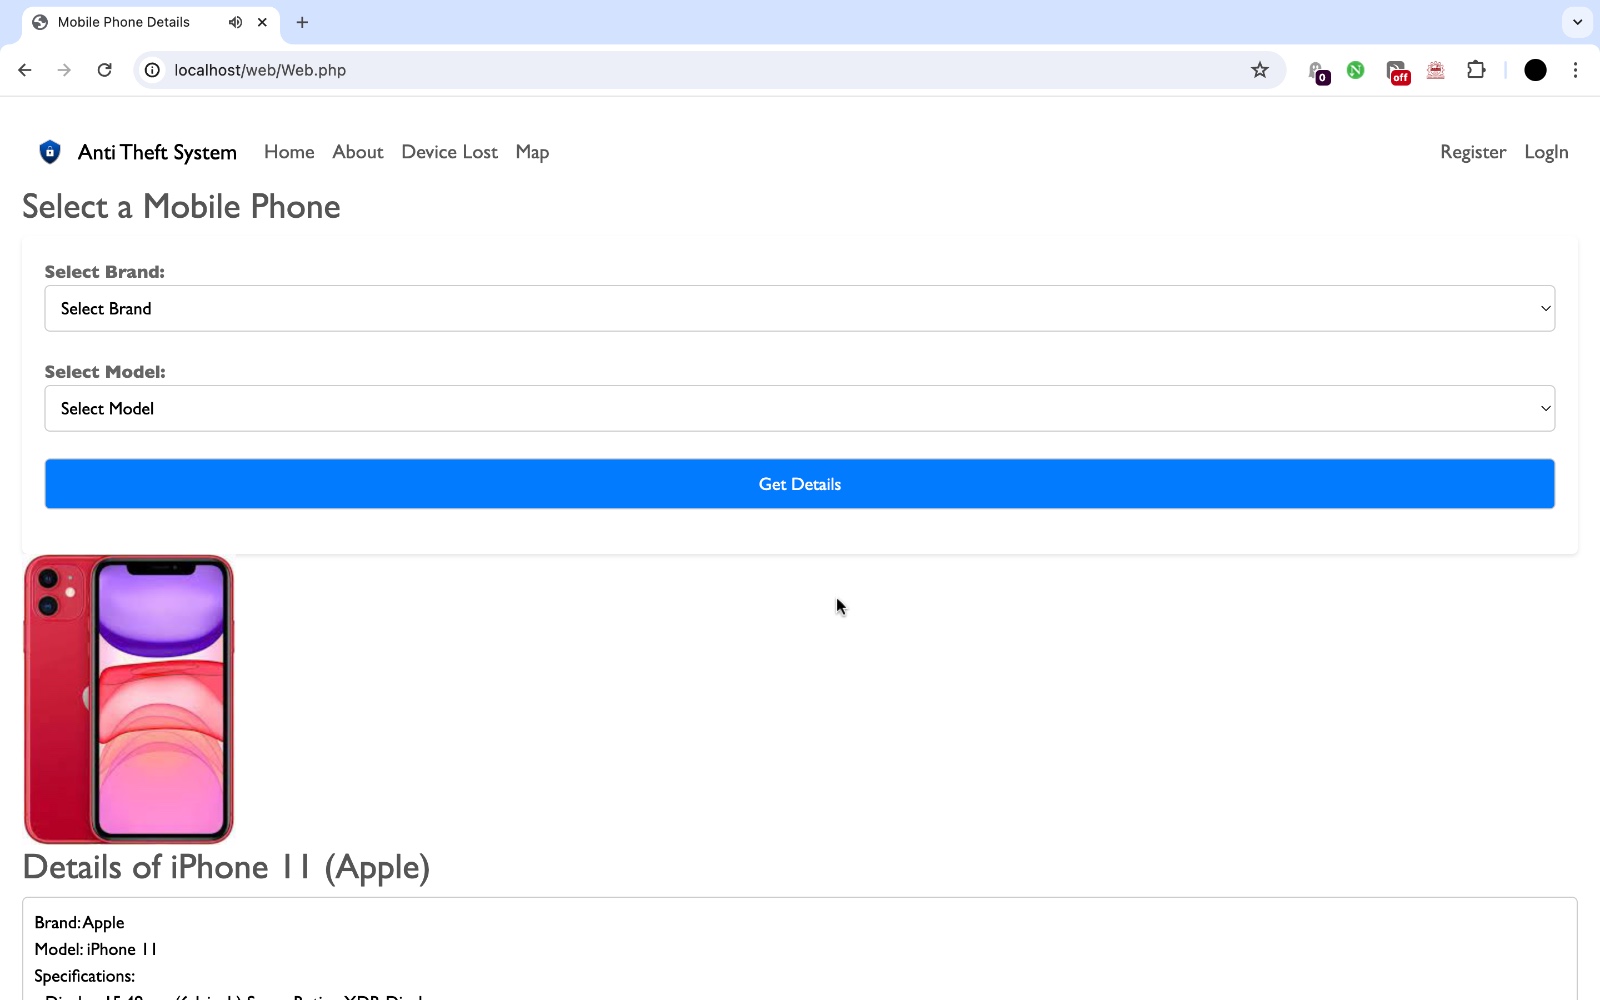 Mobile Phone Details
localhost/web/Web.php
0
N
off
Anti Theft System Home About Device Lost Map Register LogIn
Select a Mobile Phone
Select Brand:
Select Brand
Select Model:
Select Model
Get Details
Details of iPhone 11 (Apple)
Brand: Apple
Model: iPhone 11
Specifications: